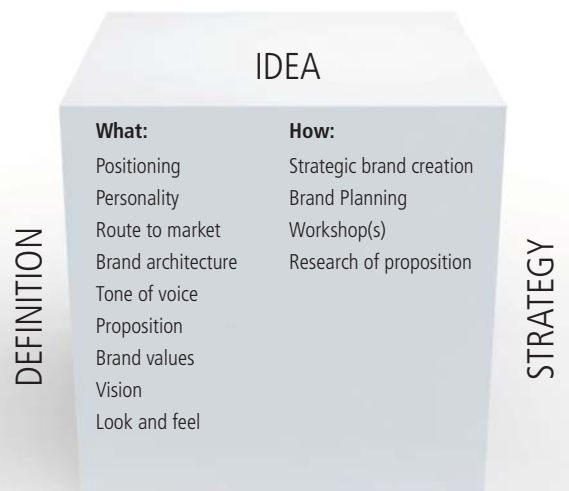 IDEA
DEFINITION
What:
Positioning
Personality
Route to market
Brand architecture
Tone of voice
Proposition
Brand values
Vision
Look and feel
How:
Strategic brand creation
Brand Planning
Workshop(s)
Research of proposition
STRATEGY